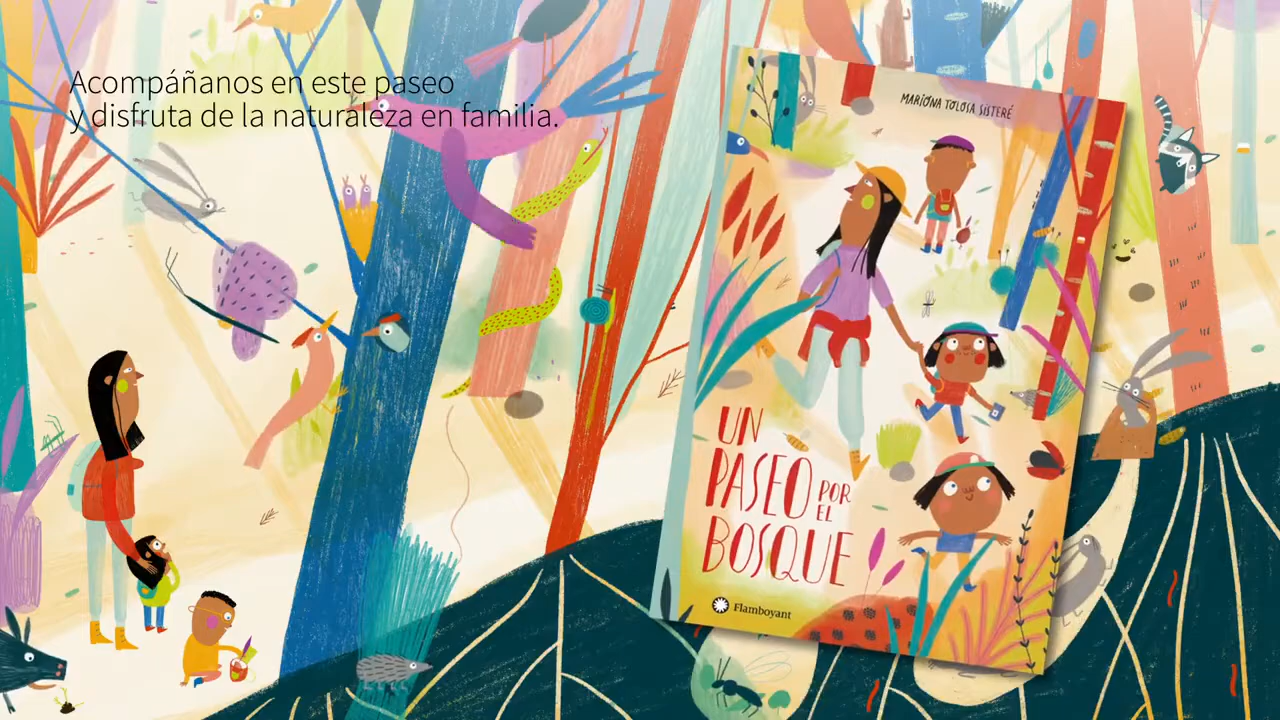 Acompáñanos en este paseo
y disfruta de la naturaleza en familia.
MARIONA TOLOSA SISTERÉ
UN
PASEO POR
EL
BOSQUE
Flamboyant